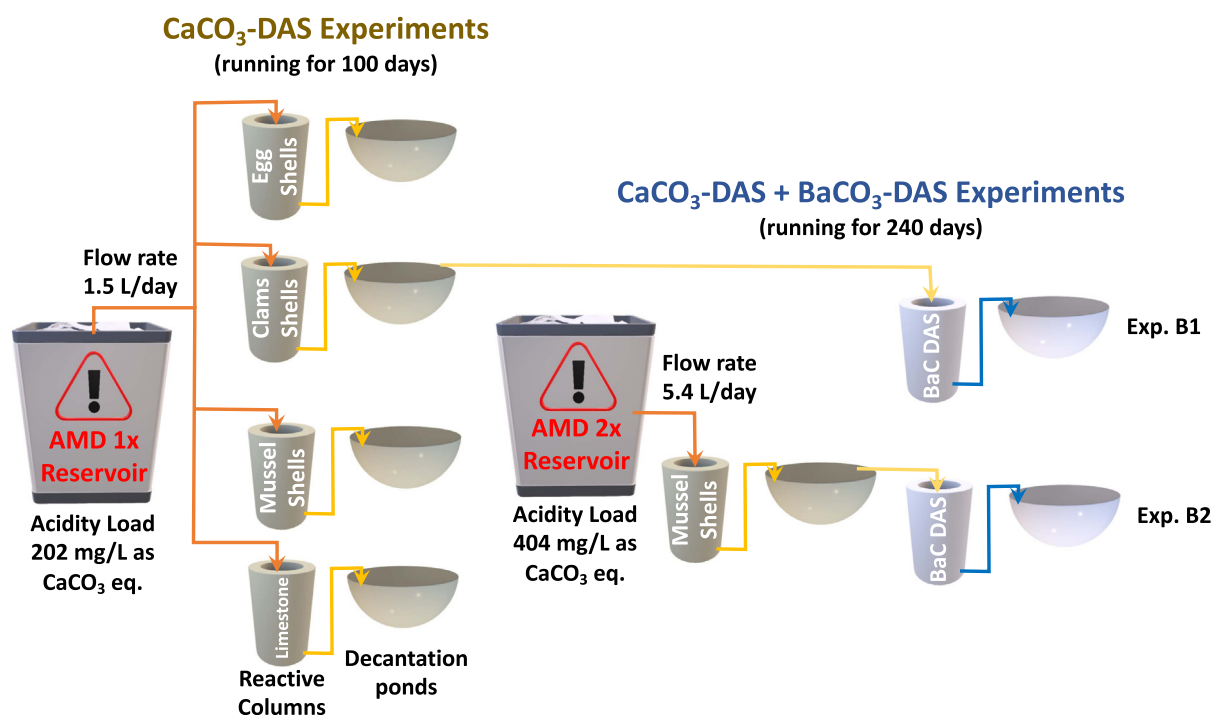 CaCO₃-DAS Experiments
(running for 100 days)
Egg
Shells
CaCO₃-DAS + BaCO₃-DAS Experiments
(running for 240 days)
Flow rate
1.5 L/day
Clams
Shells
BaC DAS
Exp. B1
Flow rate
5.4 L/day
AMD 1x
Reservoir
AMD 2x
Reservoir
Mussel
Shells
Mussel
Shells
BaC DAS
Exp. B2
Acidity Load
202 mg/L as
CaCO₃ eq.
Acidity Load
404 mg/L as
CaCO₃ eq.
Limestone
Reactive
Columns
Decantation
ponds